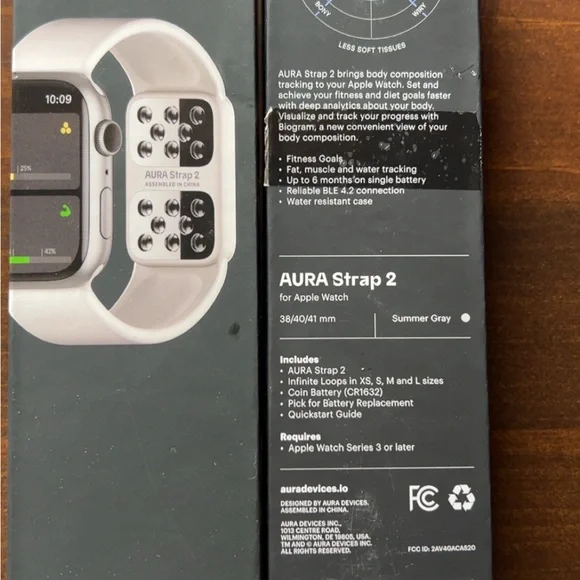 10:09
25%
42%
AURA Strap 2
ASSEMBLED IN CHINA
BONY
WIRY
LESS SOFT TISSUES
AURA Strap 2 brings body composition
tracking to your Apple Watch. Set and
achieve your fitness and diet goals faster
with deep analytics about your body.
Visualize and track your progress with
Biogram, a new convenient view of your
body composition.
• Fitness Goals
• Fat, muscle and water tracking
• Up to 6 months on single battery
• Reliable BLE 4.2 connection
• Water resistant case
AURA Strap 2
for Apple Watch
38/40/41 mm
Summer Gray
Includes
• AURA Strap 2
• Infinite Loops in XS, S, M and L sizes
• Coin Battery (CR1632)
• Pick for Battery Replacement
• Quickstart Guide
Requires
• Apple Watch Series 3 or later
auradevices.io
DESIGNED BY AURA DEVICES.
ASSEMBLED IN CHINA.
AURA DEVICES INC.,
1013 CENTRE ROAD,
WILMINGTON, DE 19805, USA.
TM AND © AURA DEVICES INC.
ALL RIGHTS RESERVED.
FC
FCC ID: 2AV4GACAS20